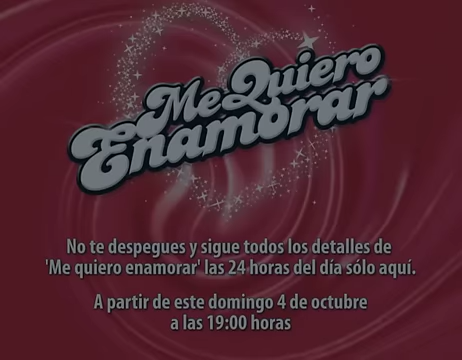 Me Quiero
Enamorar
No te despegues y sigue todos los detalles de
'Me quiero enamorar' las 24 horas del día sólo aquí.
A partir de este domingo 4 de octubre
a las 19:00 horas